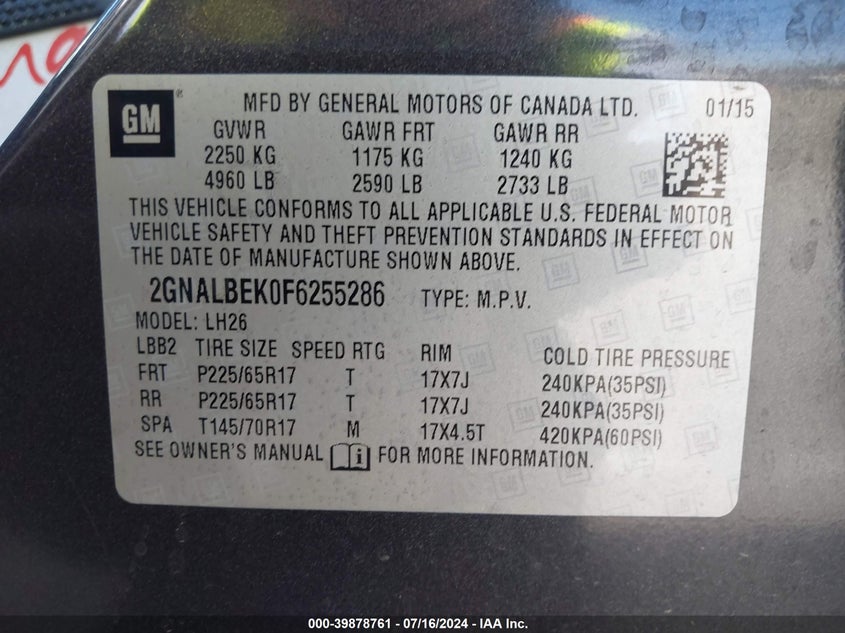 GM ® MFD BY GENERAL MOTORS OF CANADA LTD. 01/15
GVWR GAWR FRT GAWR RR
2250 KG 1175 KG 1240 KG
4960 LB 2590 LB 2733 LB
THIS VEHICLE CONFORMS TO ALL APPLICABLE U.S. FEDERAL MOTOR
VEHICLE SAFETY AND THEFT PREVENTION STANDARDS IN EFFECT ON
THE DATE OF MANUFACTURE SHOWN ABOVE.
2GNALBEK0F6255286 TYPE: M.P.V.
MODEL: LH26
LBB2 TIRE SIZE SPEED RTG RIM COLD TIRE PRESSURE
FRT P225/65R17 T 17X7J 240KPA(35PSI)
RR P225/65R17 T 17X7J 240KPA(35PSI)
SPA T145/70R17 M 17X4.5T 420KPA(60PSI)
SEE OWNER'S MANUAL FOR MORE INFORMATION.
000-39878761 // 07/16/2024 // IAA Inc.